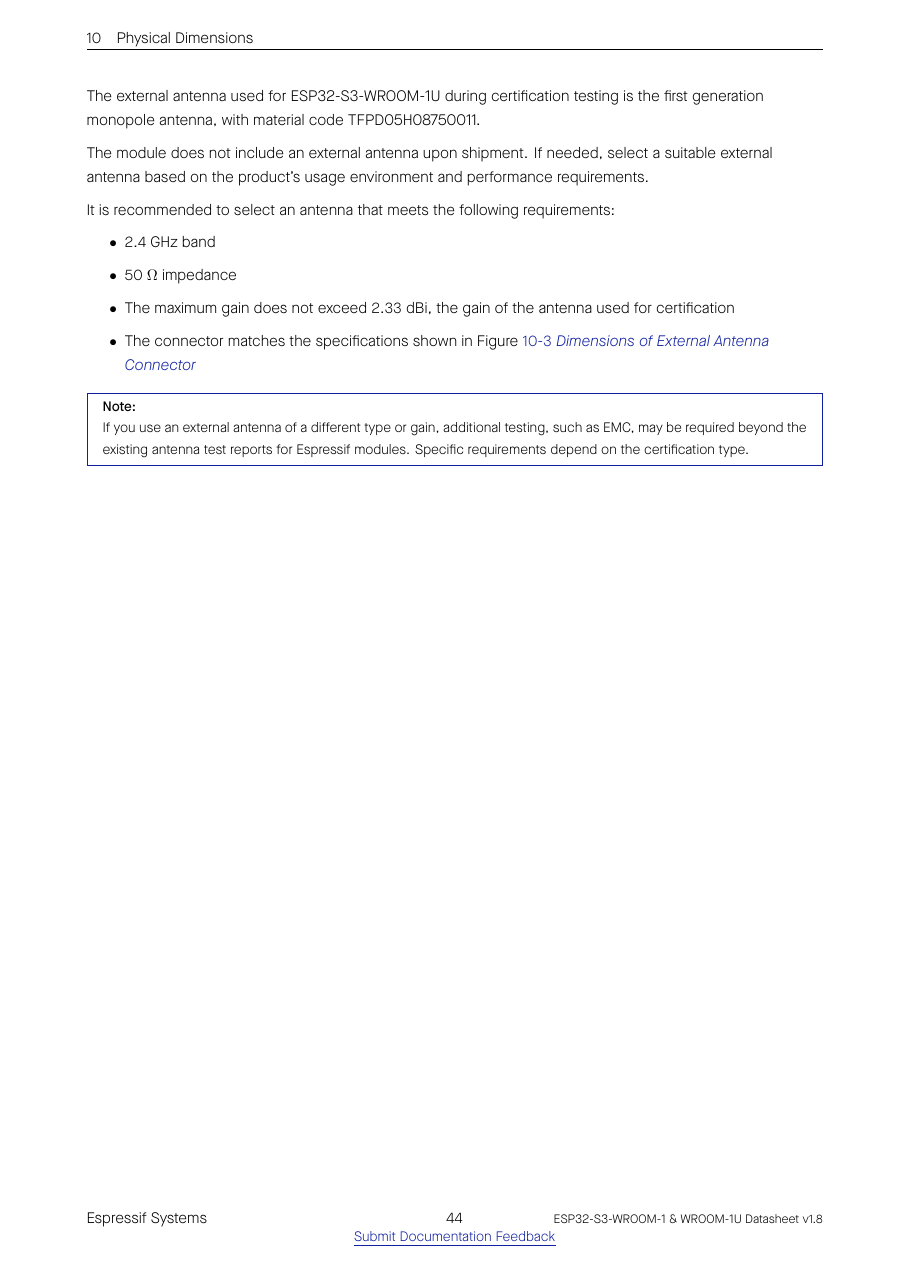 10 Physical Dimensions
The external antenna used for ESP32-S3-WROOM-1U during certification testing is the first generation
monopole antenna, with material code TFPD05H08750011.
The module does not include an external antenna upon shipment. If needed, select a suitable external
antenna based on the product's usage environment and performance requirements.
It is recommended to select an antenna that meets the following requirements:
• 2.4 GHz band
• 50 Ω impedance
• The maximum gain does not exceed 2.33 dBi, the gain of the antenna used for certification
• The connector matches the specifications shown in Figure 10-3 Dimensions of External Antenna
Connector
Note:
If you use an external antenna of a different type or gain, additional testing, such as EMC, may be required beyond the
existing antenna test reports for Espressif modules. Specific requirements depend on the certification type.
Espressif Systems 44 ESP32-S3-WROOM-1 & WROOM-1U Datasheet v1.8
Submit Documentation Feedback